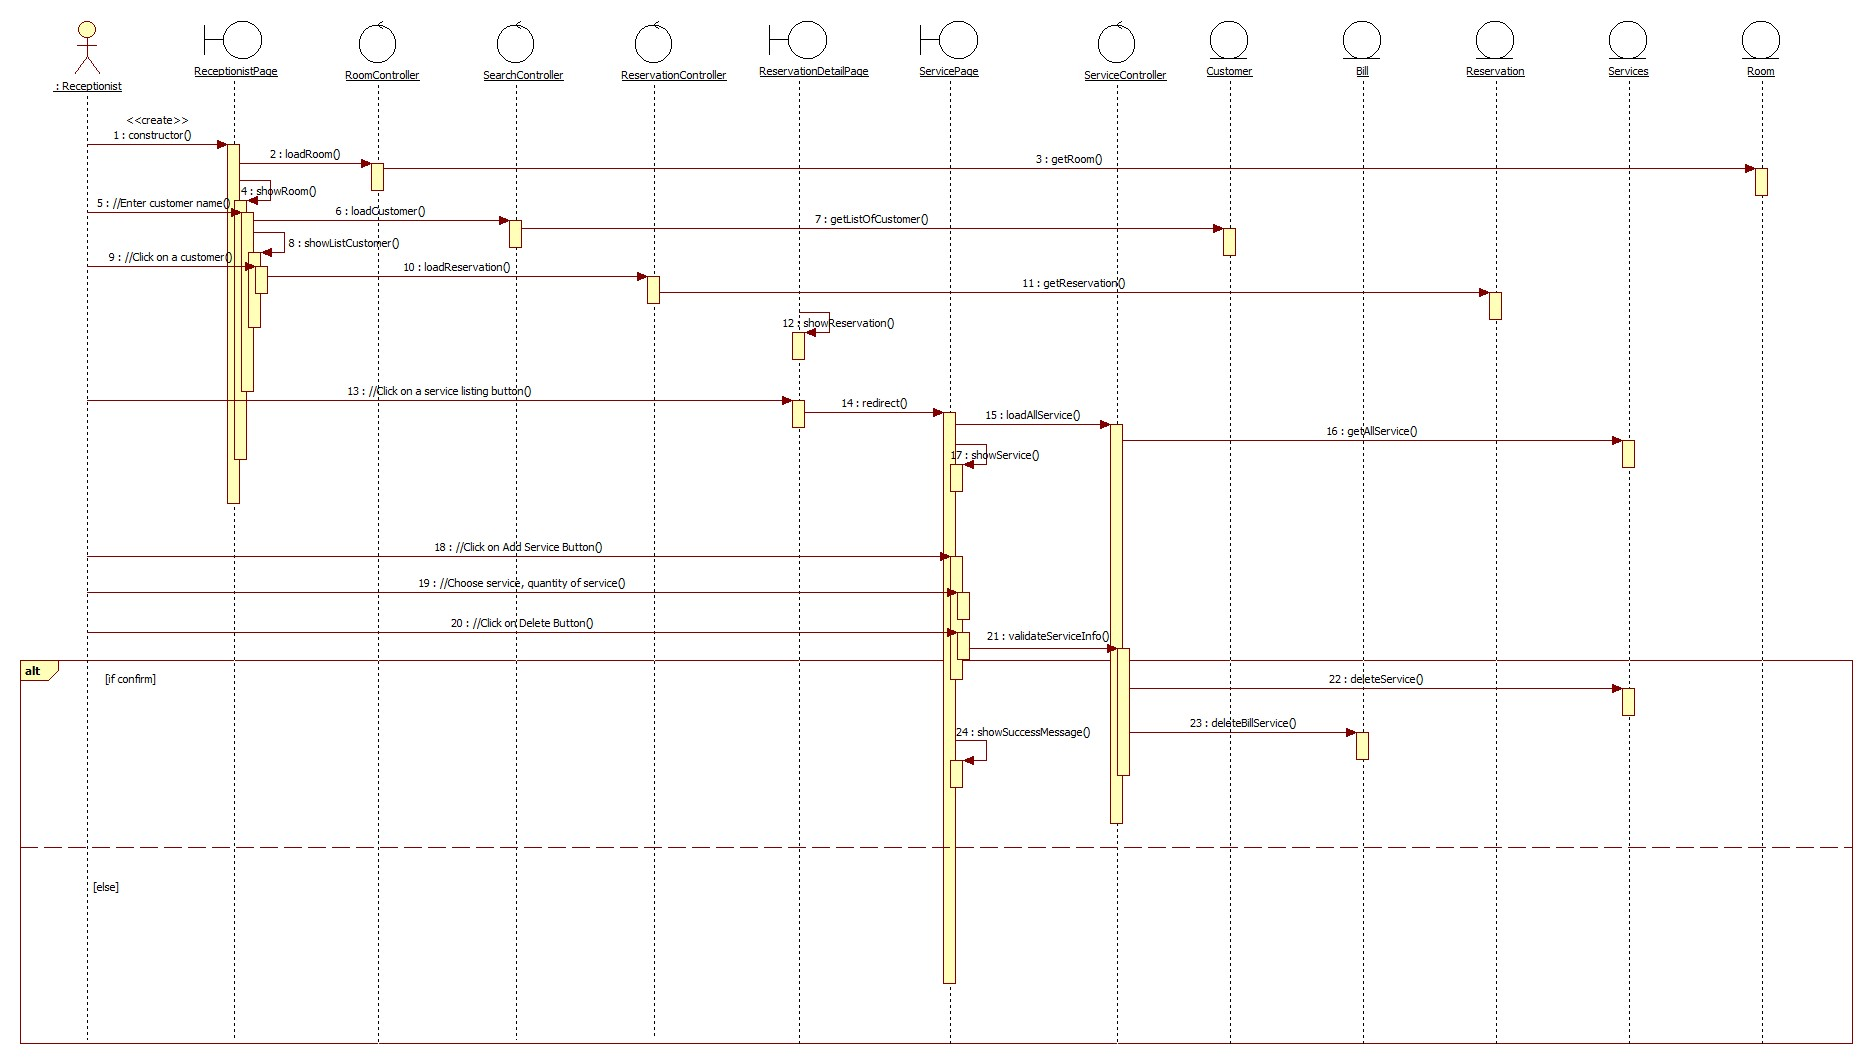 : Receptionist
ReceptionistPage
RoomController
SearchController
ReservationController
ReservationDetailPage
ServicePage
ServiceController
Customer
Bill
Reservation
Services
Room
<<create>>
1 : constructor()
2 : loadRoom()
3 : getRoom()
4 : showRoom()
5 : //Enter customer name()
6 : loadCustomer()
7 : getListOfCustomer()
8 : showListCustomer()
9 : //Click on a customer()
10 : loadReservation()
11 : getReservation()
12 : showReservation()
13 : //Click on a service listing button()
14 : redirect()
15 : loadAllService()
16 : getAllService()
17 : showService()
18 : //Click on Add Service Button()
19 : //Choose service, quantity of service()
20 : //Click on Delete Button()
21 : validateServiceInfo()
alt
[if confirm]
22 : deleteService()
23 : deleteBillService()
24 : showSuccessMessage()
[else]